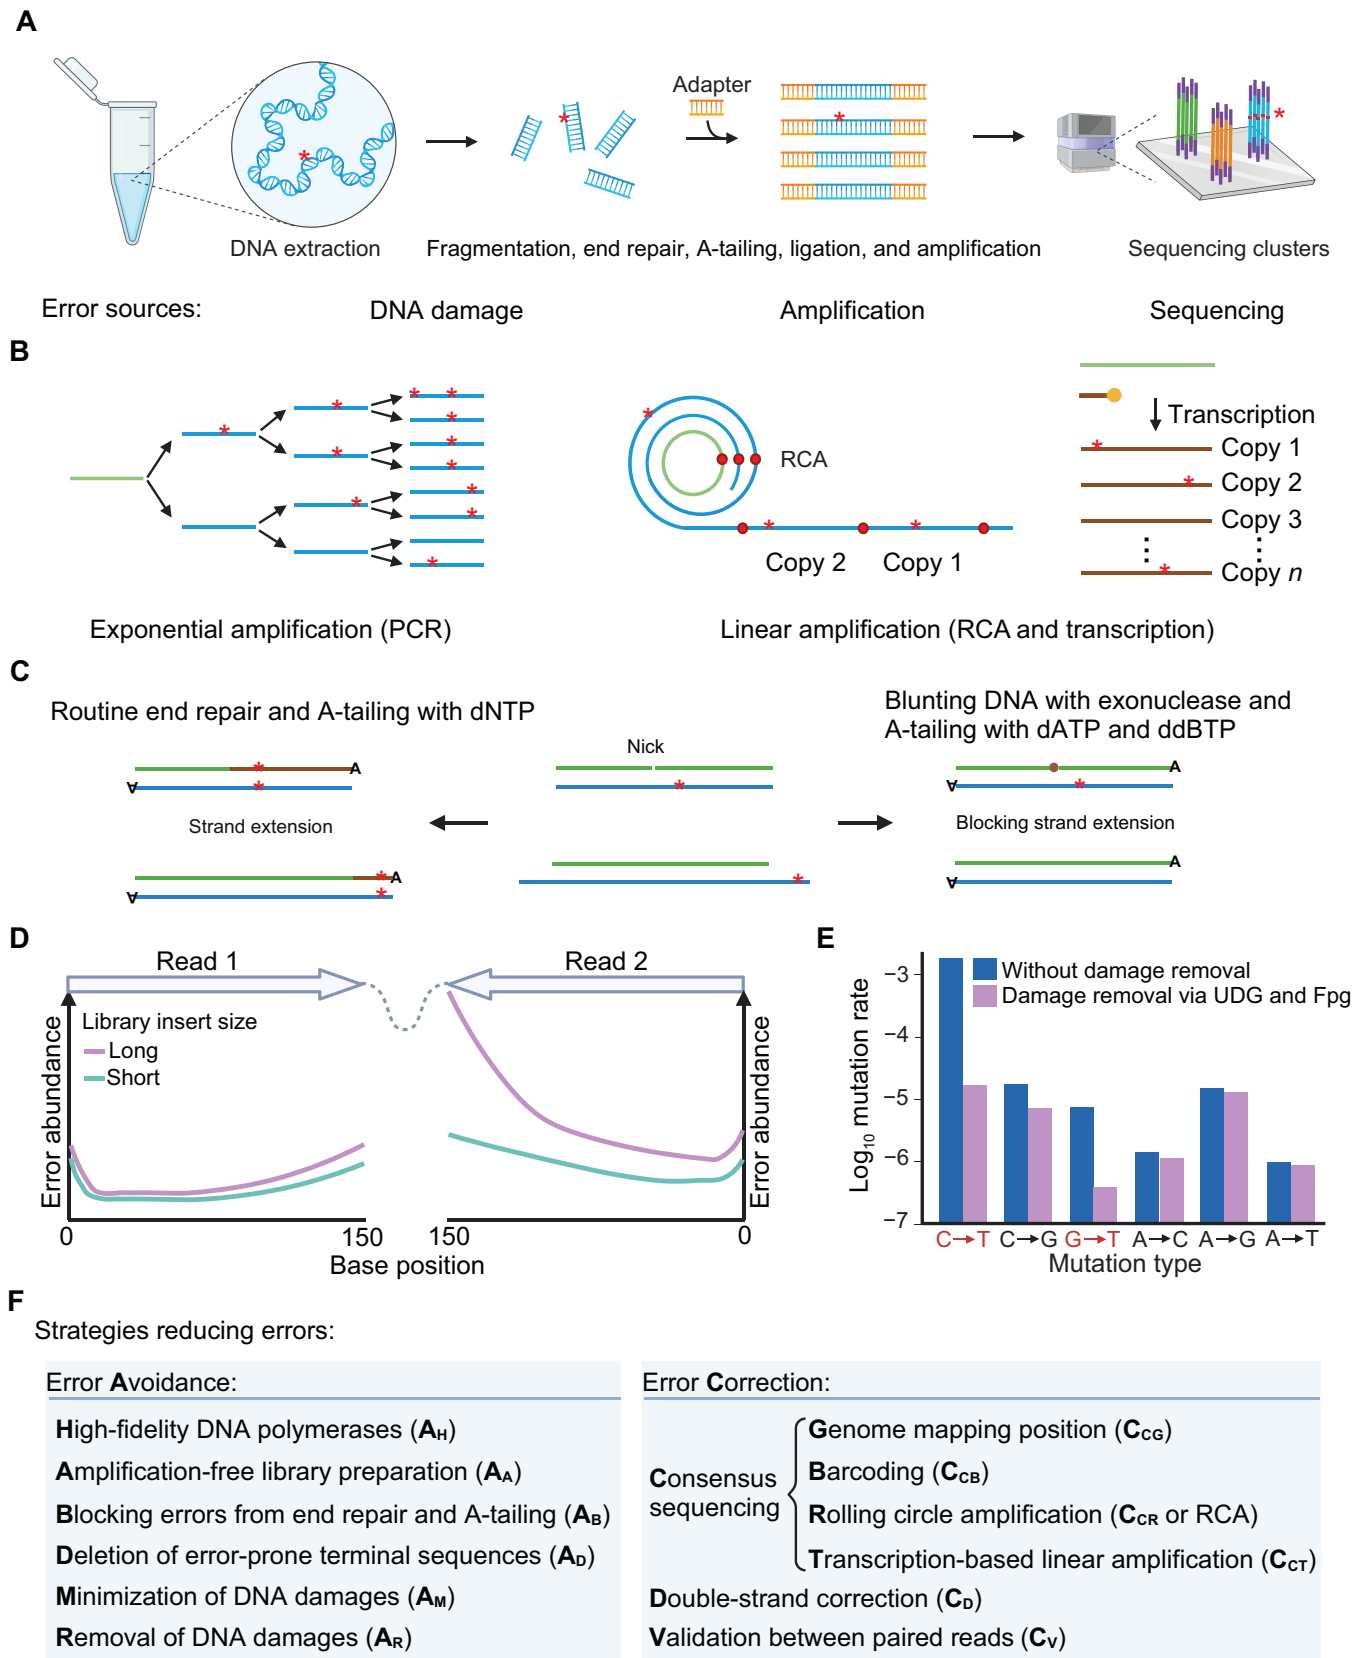 A
Adapter
DNA extraction
Fragmentation, end repair, A-tailing, ligation, and amplification
Sequencing clusters
Error sources:
DNA damage
Amplification
Sequencing
B
RCA
Copy 2
Copy 1
Transcription
Copy 1
Copy 2
Copy 3
Copy n
Exponential amplification (PCR)
Linear amplification (RCA and transcription)
C
Routine end repair and A-tailing with dNTP
A
A
Strand extension
A
A
Nick
Blunting DNA with exonuclease and
A-tailing with dATP and ddBTP
A
A
Blocking strand extension
A
A
D
Read 1
Read 2
Library insert size
Long
Short
Error abundance
Error abundance
0
150
150
0
Base position
E
Without damage removal
Damage removal via UDG and Fpg
Log10 mutation rate
−3
−4
−5
−6
−7
C→T
C→G
G→T
A→C
A→G
A→T
Mutation type
F
Strategies reducing errors:
Error Avoidance:
High-fidelity DNA polymerases (AH)
Amplification-free library preparation (AA)
Blocking errors from end repair and A-tailing (AB)
Deletion of error-prone terminal sequences (AD)
Minimization of DNA damages (AM)
Removal of DNA damages (AR)
Error Correction:
Consensus
sequencing
Genome mapping position (CCG)
Barcoding (CCB)
Rolling circle amplification (CCR or RCA)
Transcription-based linear amplification (CCT)
Double-strand correction (CD)
Validation between paired reads (CV)